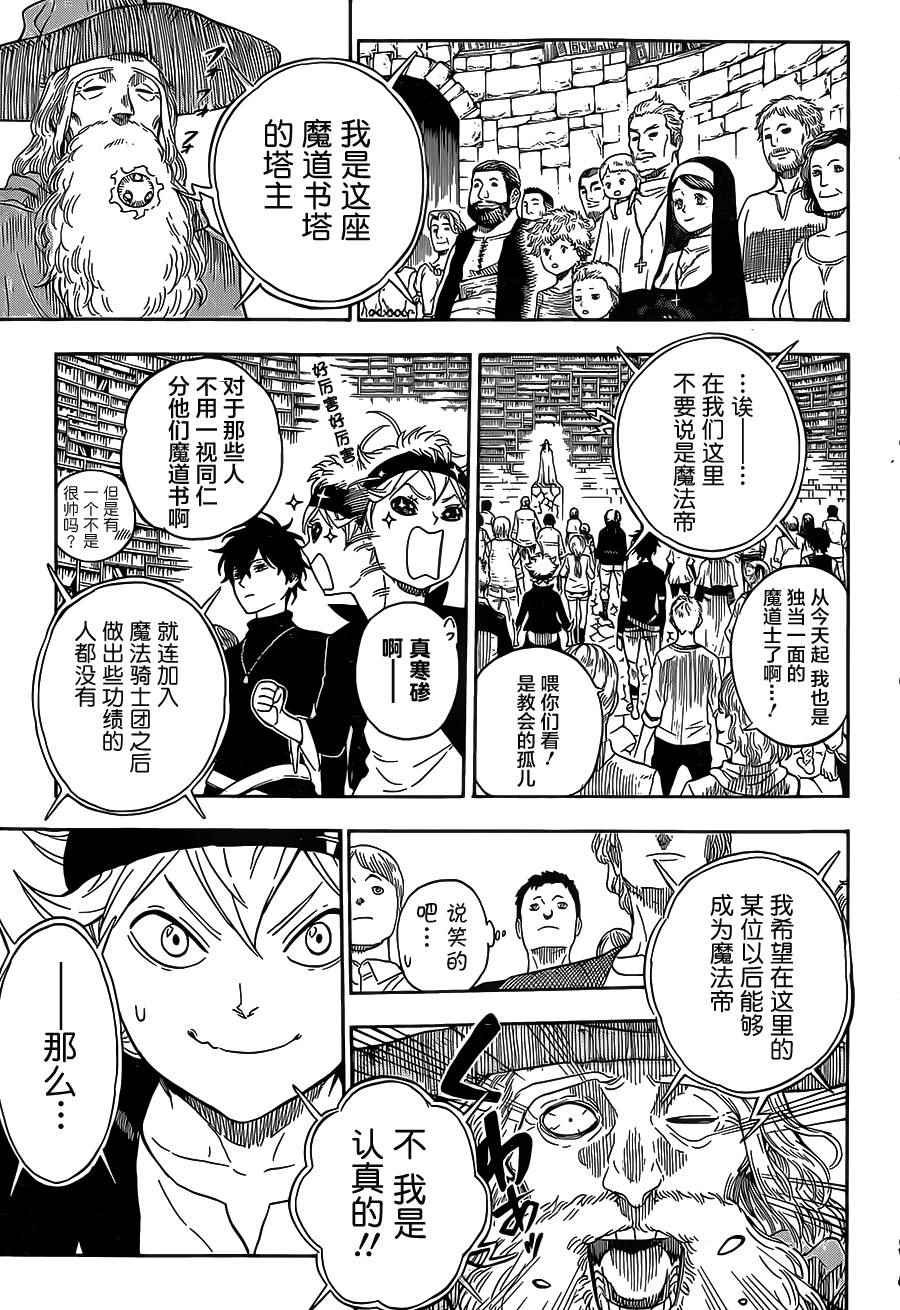 我是这座
魔道书塔
的塔主
…诶——…
在我们这里
不要说是魔法帝
从今天起 我也是
独当一面的
魔道士了啊…!
喂你们看
是教会的孤儿
好厉害好厉害
对于那些人
不用一视同仁
分他们魔道书啊
但是有
一个不是
很帅吗?
真寒碜
啊——
就连加入
魔法骑士团之后
做出些功绩的
人都没有
我希望在这里的
某位以后能够
成为魔法帝
说笑的
吧…
不 我是
认真的!!
くわぁ
——那么…